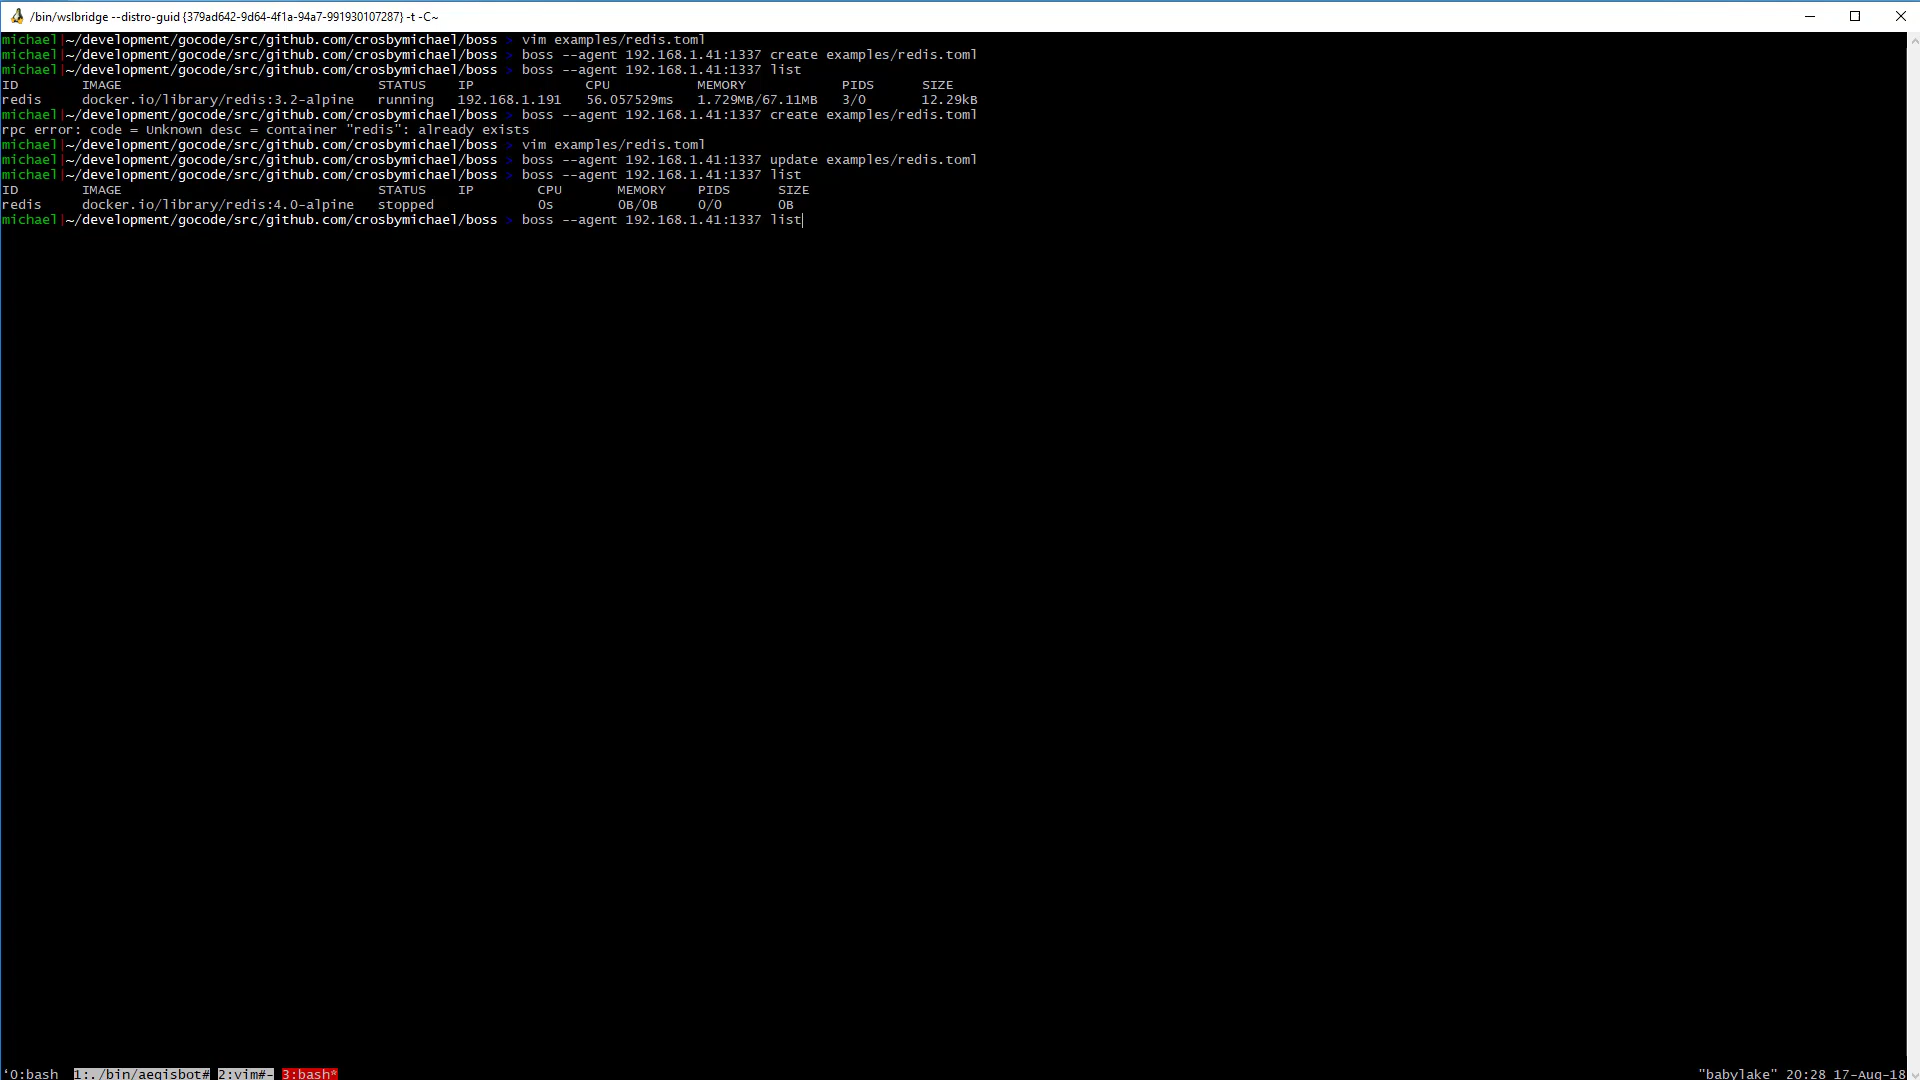 /bin/wslbridge --distro-guid {379ad642-9d64-4f1a-94a7-991930107287} -t -C~
michael|~/development/gocode/src/github.com/crosbymichael/boss > vim examples/redis.toml
michael|~/development/gocode/src/github.com/crosbymichael/boss > boss --agent 192.168.1.41:1337 create examples/redis.toml
michael|~/development/gocode/src/github.com/crosbymichael/boss > boss --agent 192.168.1.41:1337 list
ID IMAGE STATUS IP CPU MEMORY PIDS SIZE
redis docker.io/library/redis:3.2-alpine running 192.168.1.191 56.057529ms 1.729MB/67.11MB 3/0 12.29kB
michael|~/development/gocode/src/github.com/crosbymichael/boss > boss --agent 192.168.1.41:1337 create examples/redis.toml
rpc error: code = Unknown desc = container "redis": already exists
michael|~/development/gocode/src/github.com/crosbymichael/boss > vim examples/redis.toml
michael|~/development/gocode/src/github.com/crosbymichael/boss > boss --agent 192.168.1.41:1337 update examples/redis.toml
michael|~/development/gocode/src/github.com/crosbymichael/boss > boss --agent 192.168.1.41:1337 list
ID IMAGE STATUS IP CPU MEMORY PIDS SIZE
redis docker.io/library/redis:4.0-alpine stopped 0s 0B/0B 0/0 0B
michael|~/development/gocode/src/github.com/crosbymichael/boss > boss --agent 192.168.1.41:1337 list
‘0:bash 1:./bin/aegisbot# 2:vim#- 3:bash* "babylake" 20:28 17-Aug-18